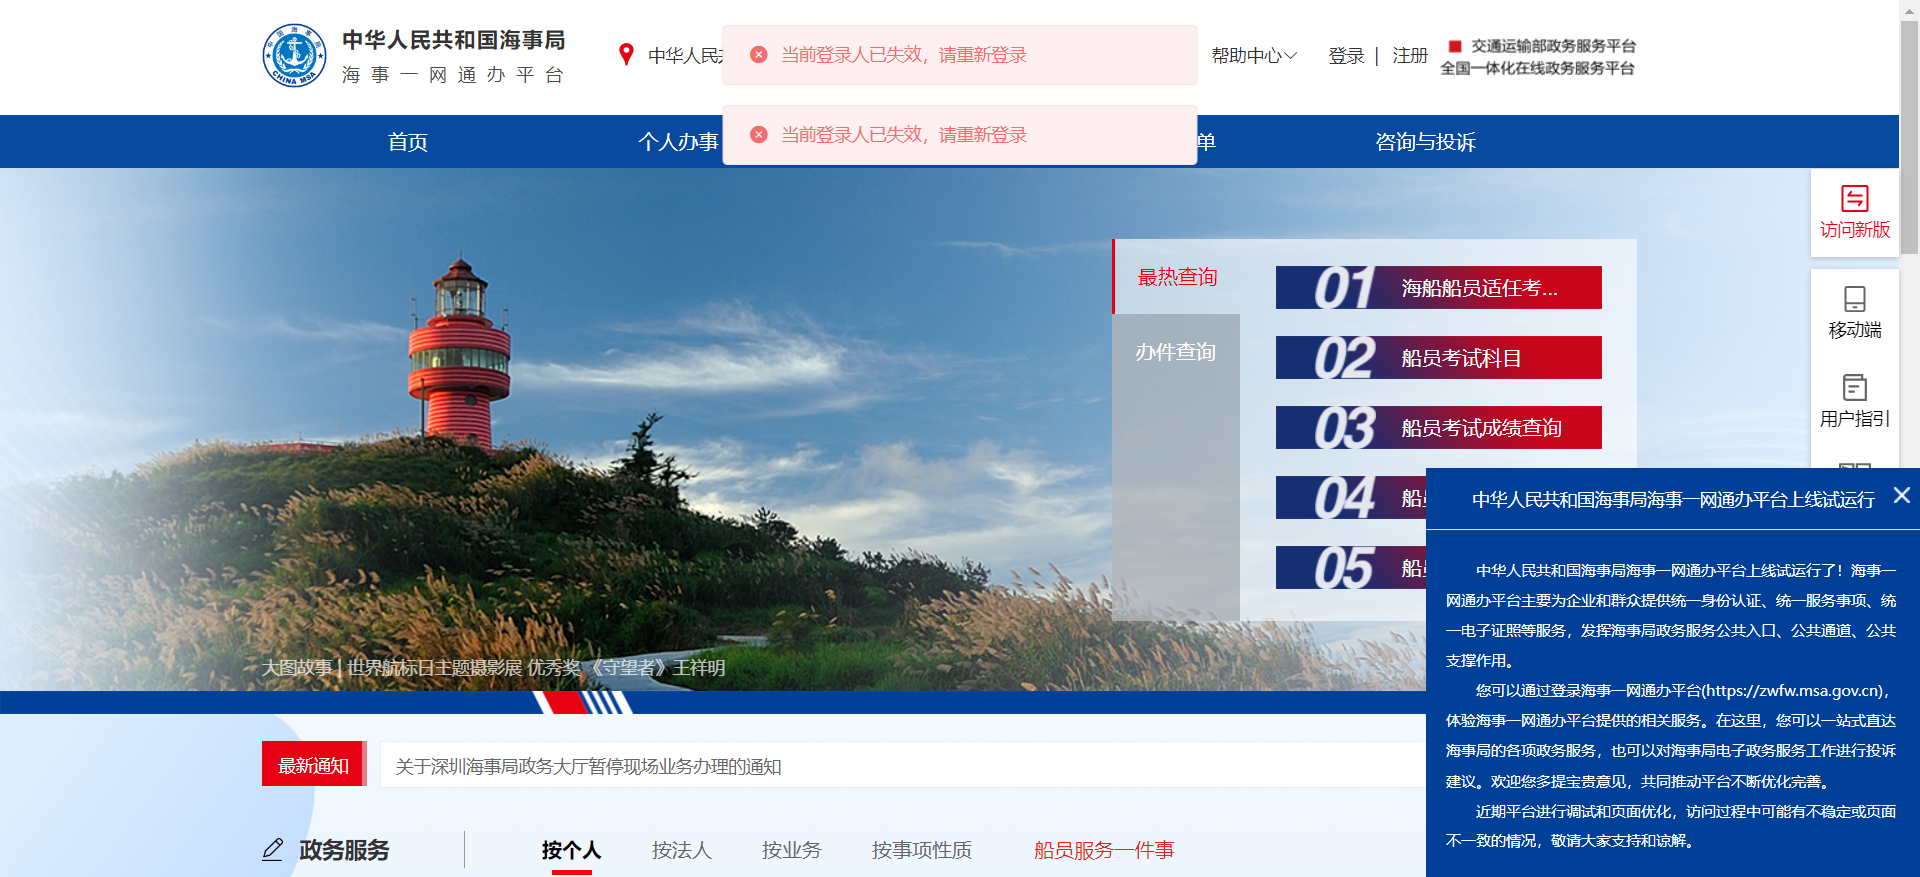 中华人民共和国海事局
海事一网通办平台
CHINA MSA
中华人民
当前登录人已失效，请重新登录
帮助中心
登录 | 注册
交通运输部政务服务平台
全国一体化在线政务服务平台
当前登录人已失效，请重新登录
首页
个人办事
单
咨询与投诉
访问新版
移动端
用户指引
最热查询
办件查询
01 海船船员适任考...
02 船员考试科目
03 船员考试成绩查询
04 船
05 船
大图故事 | 世界航标日主题摄影展 优秀奖 《守望者》王祥明
最新通知
关于深圳海事局政务大厅暂停现场业务办理的通知
政务服务
按个人
按法人
按业务
按事项性质
船员服务一件事
中华人民共和国海事局海事一网通办平台上线试运行
中华人民共和国海事局海事一网通办平台上线试运行了！海事一
网通办平台主要为企业和群众提供统一身份认证、统一服务事项、统
一电子证照等服务，发挥海事局政务服务公共入口、公共通道、公共
支撑作用。
您可以通过登录海事一网通办平台(https://zwfw.msa.gov.cn)，
体验海事一网通办平台提供的相关服务。在这里，您可以一站式直达
海事局的各项政务服务，也可以对海事局电子政务服务工作进行投诉
建议。欢迎您多提宝贵意见，共同推动平台不断优化完善。
近期平台进行调试和页面优化，访问过程中可能有不稳定或页面
不一致的情况，敬请大家支持和谅解。